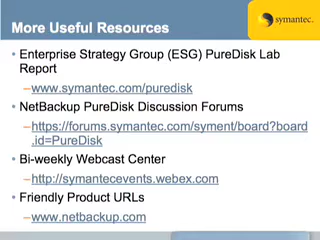 More Useful Resources
symantec.
• Enterprise Strategy Group (ESG) PureDisk Lab
Report
–www.symantec.com/puredisk
• NetBackup PureDisk Discussion Forums
–https://forums.symantec.com/syment/board?board
.id=PureDisk
• Bi-weekly Webcast Center
–http://symantecevents.webex.com
• Friendly Product URLs
–www.netbackup.com